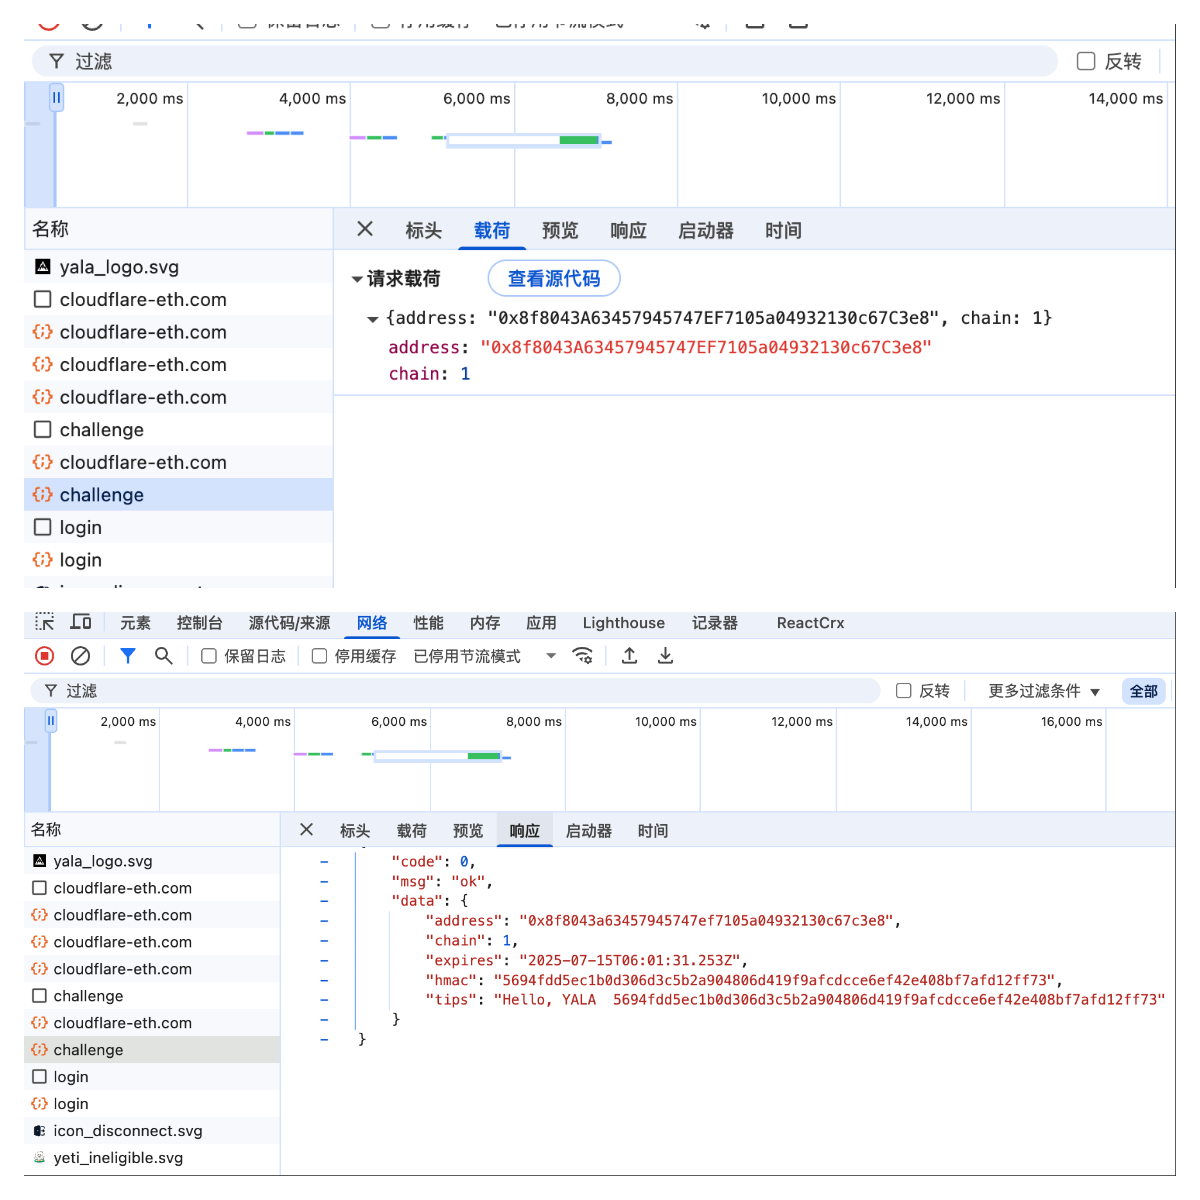 过滤
反转
2,000 ms
4,000 ms
6,000 ms
8,000 ms
10,000 ms
12,000 ms
14,000 ms
名称
标头
载荷
预览
响应
启动器
时间
yala_logo.svg
cloudflare-eth.com
cloudflare-eth.com
cloudflare-eth.com
cloudflare-eth.com
challenge
cloudflare-eth.com
challenge
login
login
请求载荷
查看源代码
{address: "0x8f8043A63457945747EF7105a04932130c67C3e8", chain: 1}
address: "0x8f8043A63457945747EF7105a04932130c67C3e8"
chain: 1
元素
控制台
源代码/来源
网络
性能
内存
应用
Lighthouse
记录器
ReactCrx
保留日志
停用缓存
已停用节流模式
过滤
反转
更多过滤条件
全部
2,000 ms
4,000 ms
6,000 ms
8,000 ms
10,000 ms
12,000 ms
14,000 ms
16,000 ms
名称
标头
载荷
预览
响应
启动器
时间
yala_logo.svg
cloudflare-eth.com
cloudflare-eth.com
cloudflare-eth.com
cloudflare-eth.com
challenge
cloudflare-eth.com
challenge
login
login
icon_disconnect.svg
yeti_ineligible.svg
"code": 0,
"msg": "ok",
"data": {
"address": "0x8f8043a63457945747ef7105a04932130c67c3e8",
"chain": 1,
"expires": "2025-07-15T06:01:31.253Z",
"hmac": "5694fdd5ec1b0d306d3c5b2a904806d419f9afcdcce6ef42e408bf7afd12ff73",
"tips": "Hello, YALA  5694fdd5ec1b0d306d3c5b2a904806d419f9afcdcce6ef42e408bf7afd12ff73"
}
}